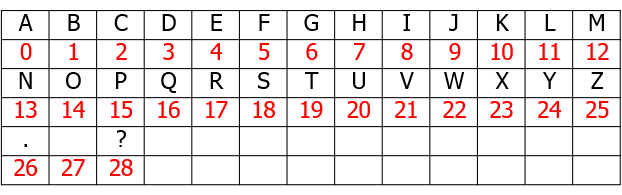 A B C D E F G H I J K L M
0 1 2 3 4 5 6 7 8 9 10 11 12
N O P Q R S T U V W X Y Z
13 14 15 16 17 18 19 20 21 22 23 24 25
. ?
26 27 28